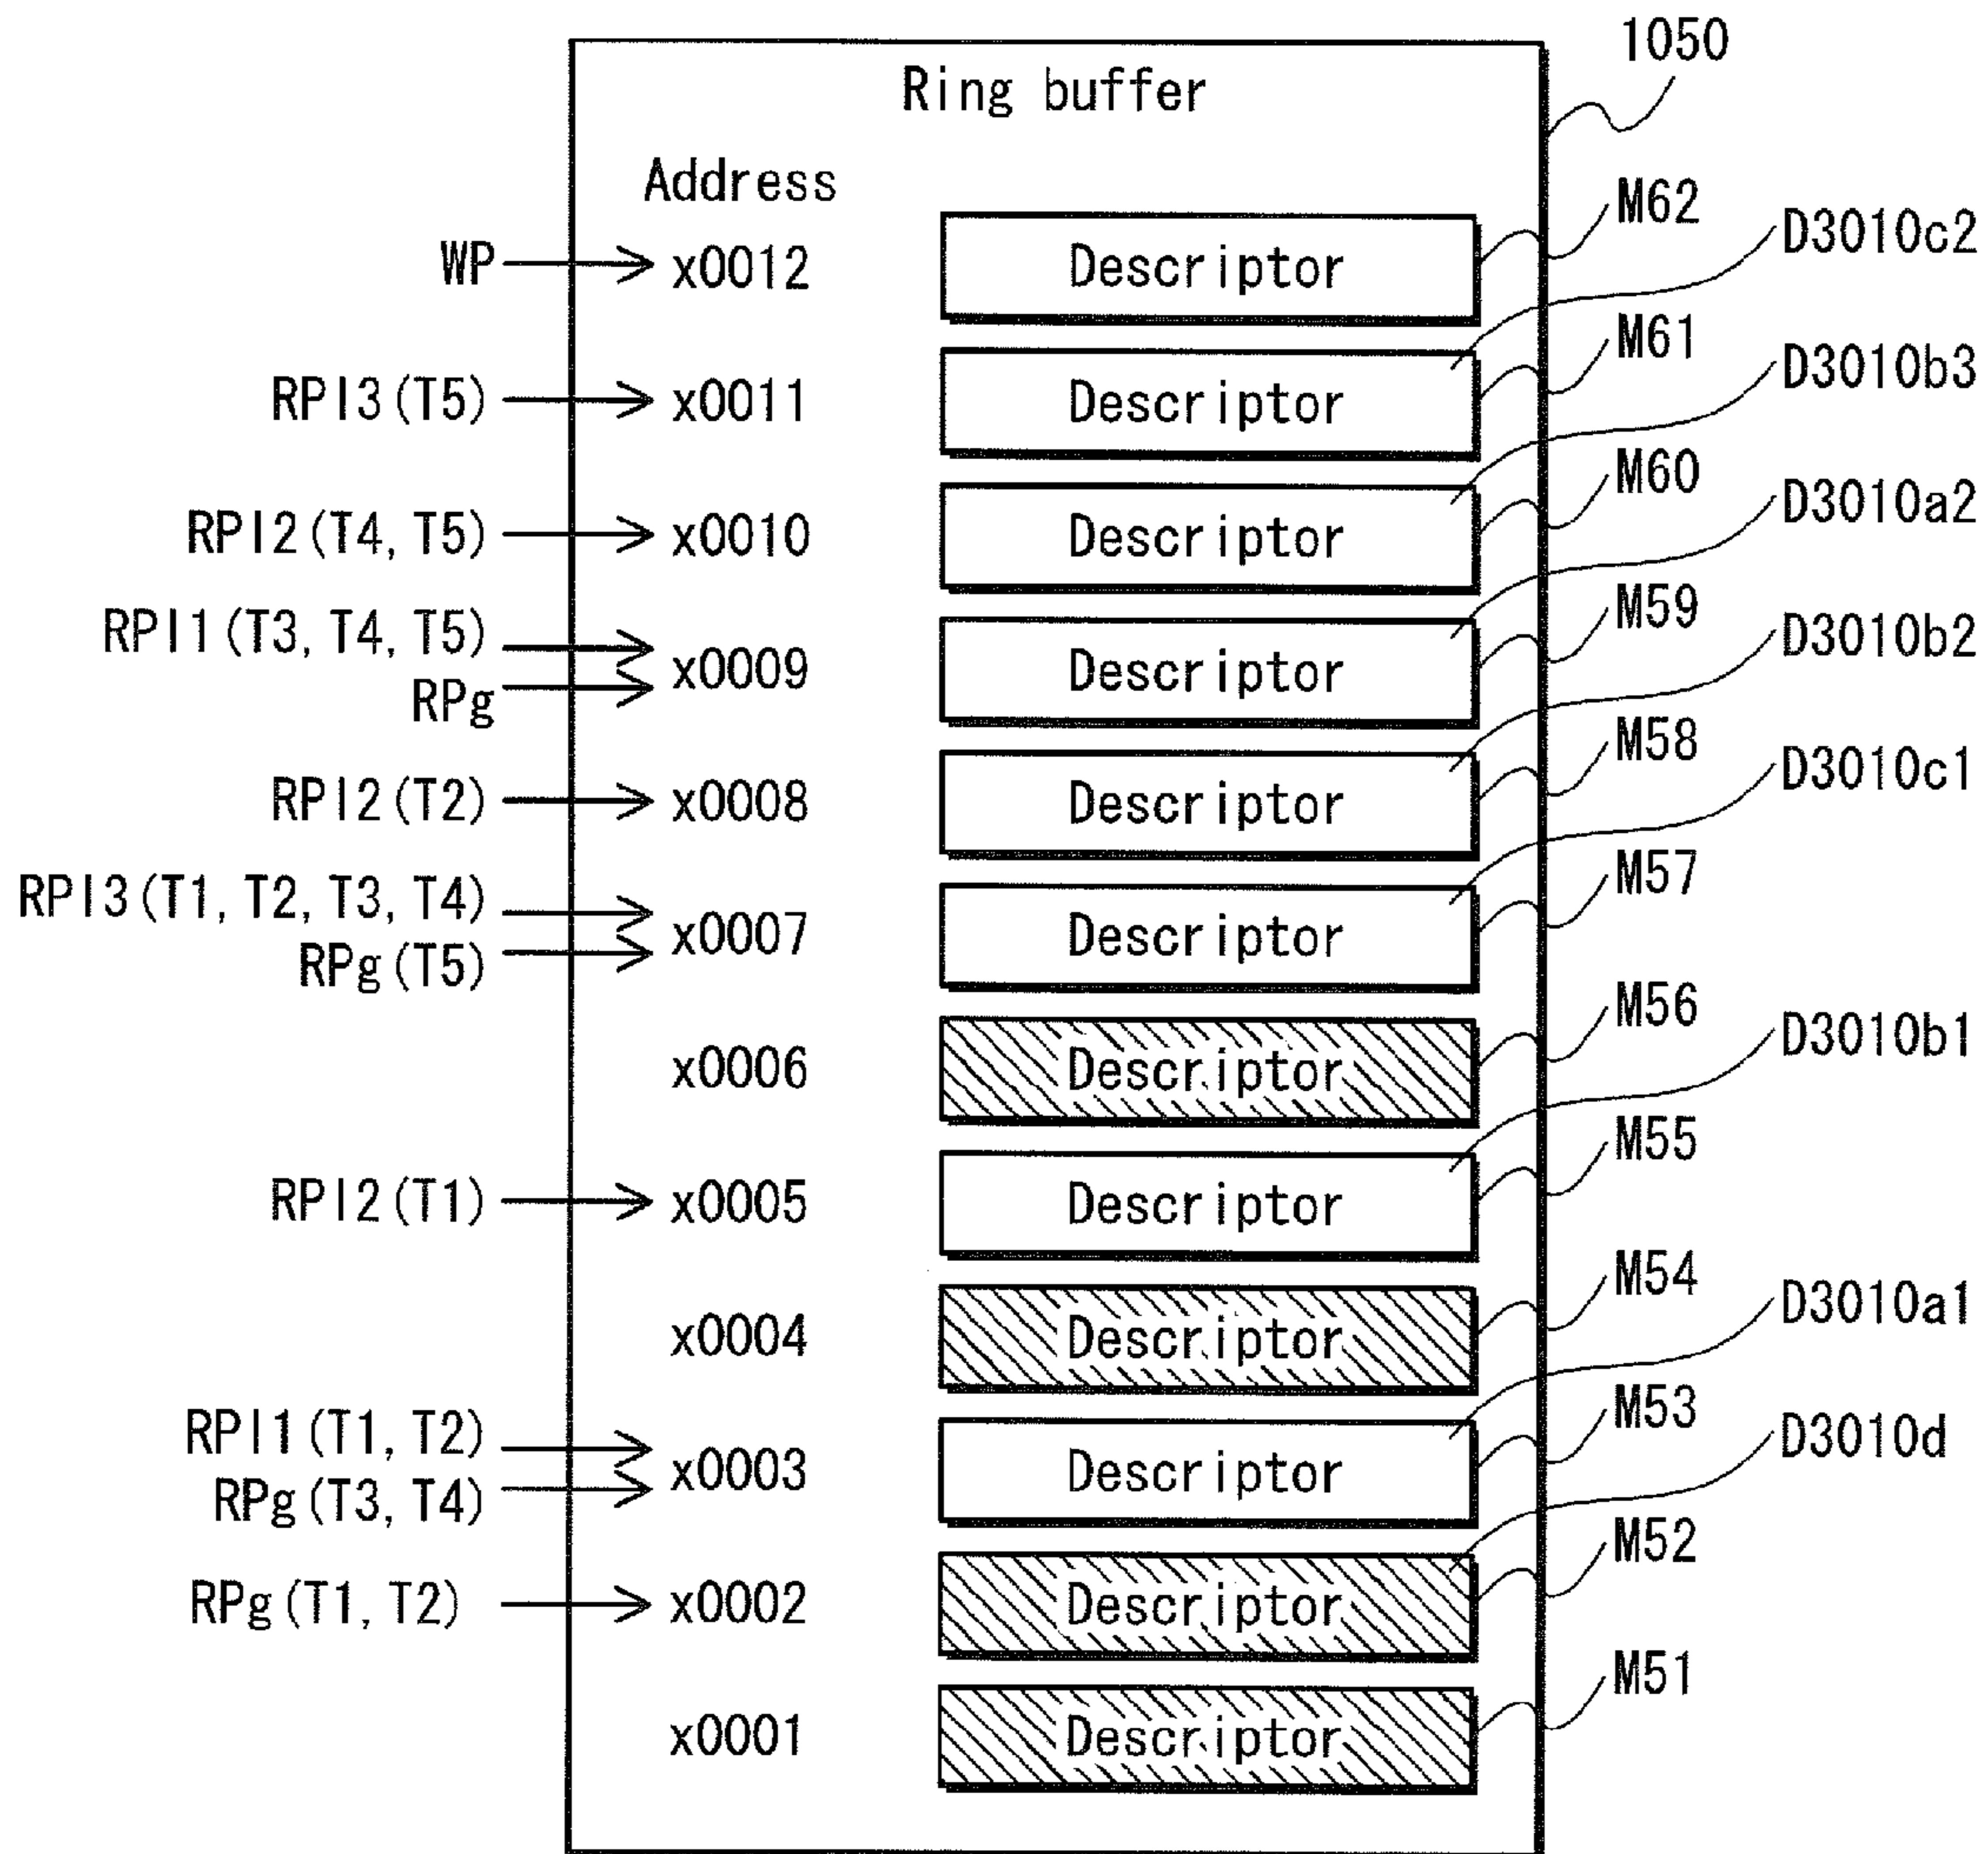 1050
Ring buffer
Address
WP
x0012
Descriptor
M62
D3010c2
RPI3(T5)
x0011
Descriptor
M61
D3010b3
RPI2(T4, T5)
x0010
Descriptor
M60
D3010a2
RPI1(T3, T4, T5)
RPg
x0009
Descriptor
M59
D3010b2
RPI2(T2)
x0008
Descriptor
M58
D3010c1
RPI3(T1, T2, T3, T4)
RPg(T5)
x0007
Descriptor
M57
x0006
Descriptor
M56
D3010b1
RPI2(T1)
x0005
Descriptor
M55
x0004
Descriptor
M54
D3010a1
RPI1(T1, T2)
RPg(T3, T4)
x0003
Descriptor
M53
D3010d
RPg(T1, T2)
x0002
Descriptor
M52
x0001
Descriptor
M51